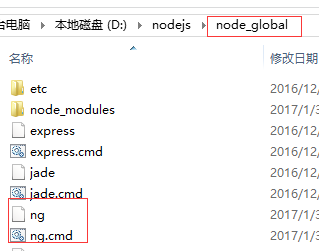 台电脑 ▸ 本地磁盘 (D:) ▸ nodejs ▸ node_global
名称 修改日期
etc 2016/12/
node_modules 2017/1/3
express 2016/12/
express.cmd 2016/12/
jade 2016/12/
jade.cmd 2016/12/
ng 2017/1/3
ng.cmd 2017/1/3